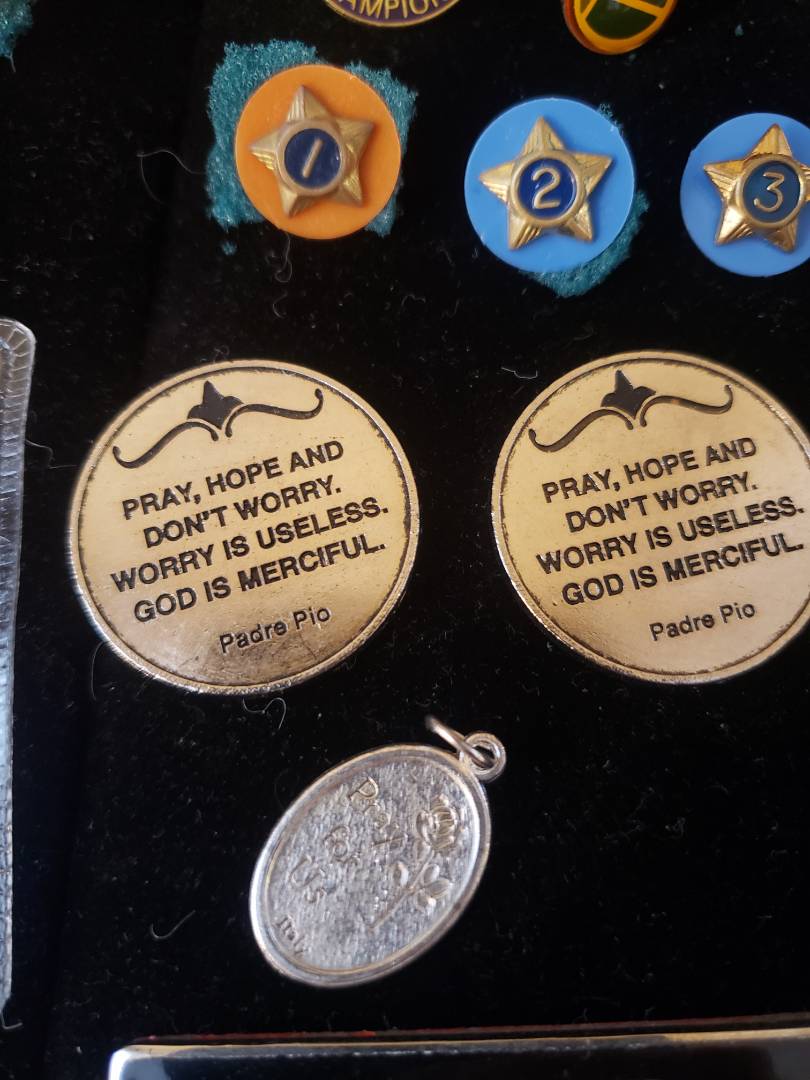 AMPION
1
2
3
PRAY, HOPE AND
DON'T WORRY.
WORRY IS USELESS.
GOD IS MERCIFUL.
Padre Pio
PRAY, HOPE AND
DON'T WORRY.
WORRY IS USELESS.
GOD IS MERCIFUL.
Padre Pio
Pray
for
Us
Italy